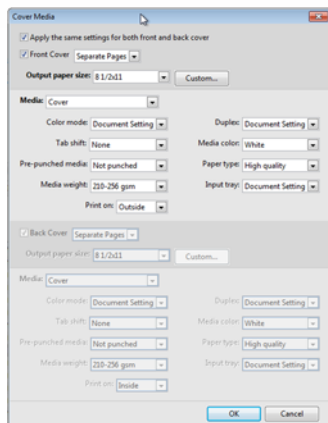 Cover Media
Apply the same settings for both front and back cover
Front Cover Separate Pages
Output paper size: 8 1/2x11 Custom...
Media: Cover
Color mode: Document Setting Duplex: Document Setting
Tab shift: None Media color: White
Pre-punched media: Not punched Paper type: High quality
Media weight: 210-256 gsm Input tray: Document Setting
Print on: Outside
Back Cover Separate Pages
Output paper size: 8 1/2x11 Custom...
Media: Cover
Color mode: Document Setting Duplex: Document Setting
Tab shift: None Media color: White
Pre-punched media: Not punched Paper type: High quality
Media weight: 210-256 gsm Input tray: Document Setting
Print on: Inside
OK Cancel